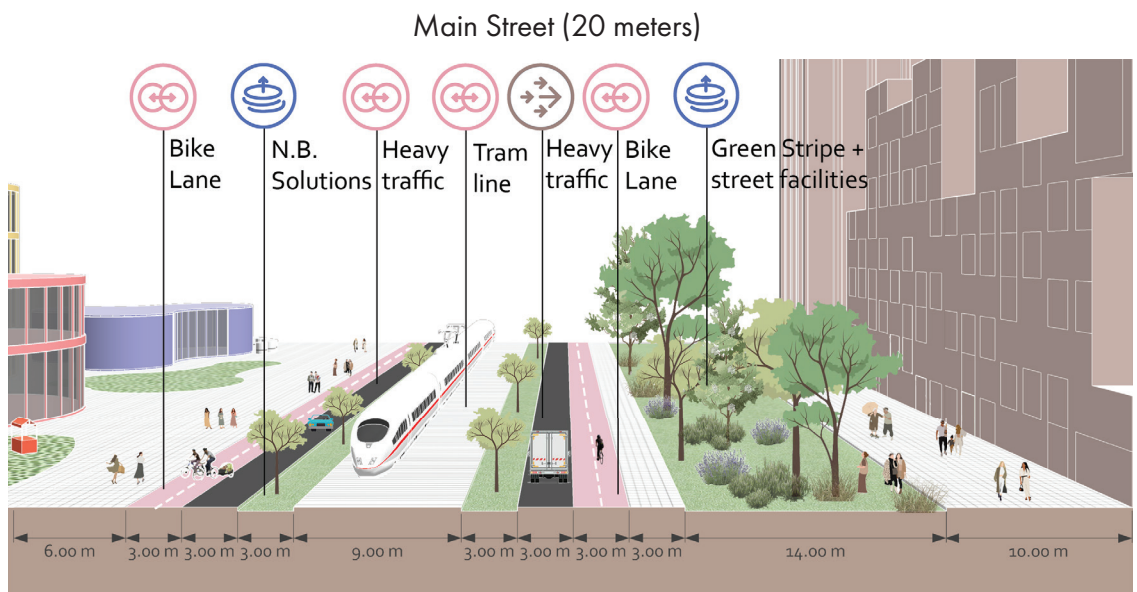 Main Street (20 meters)
Bike
Lane
N.B.
Solutions
Heavy
traffic
Tram
line
Heavy
traffic
Bike
Lane
Green Stripe +
street facilities
6.00 m
3.00 m
3.00 m
3.00 m
9.00 m
3.00 m
3.00 m
3.00 m
3.00 m
14.00 m
10.00 m